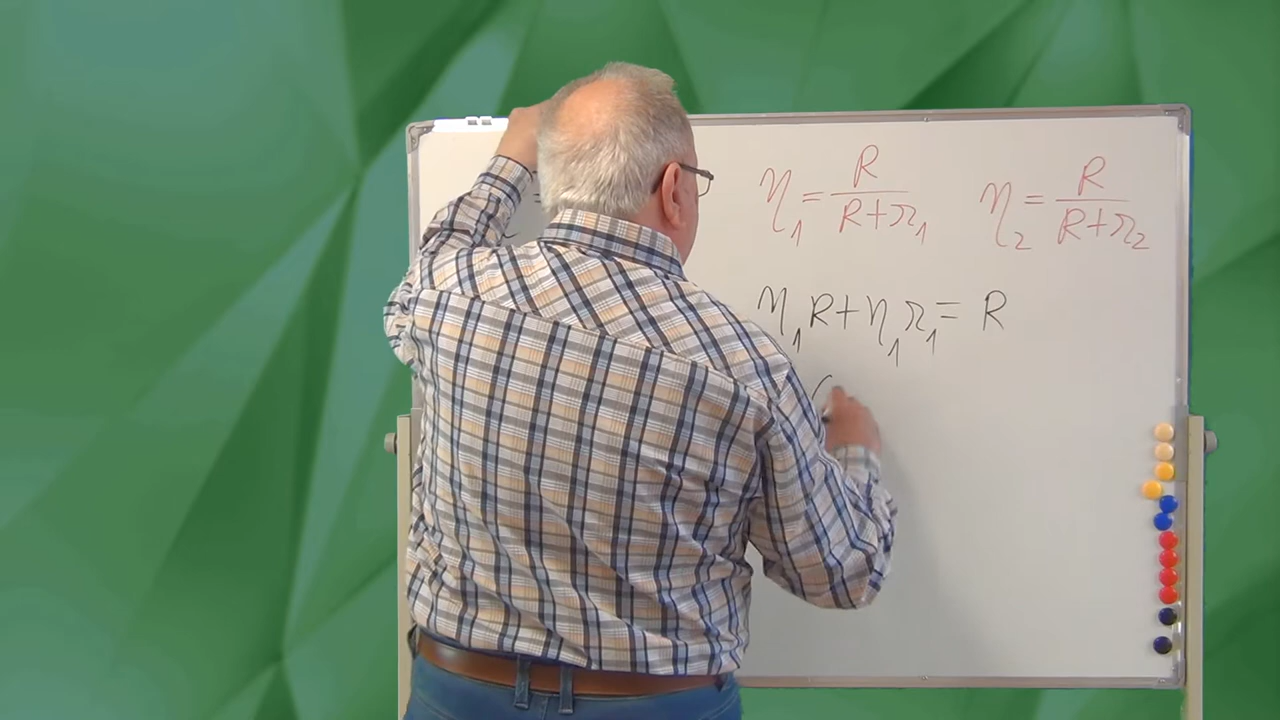 η₁ = R/(R+r₁) η₂ = R/(R+r₂)
η₁R + η₁r₁ = R
(